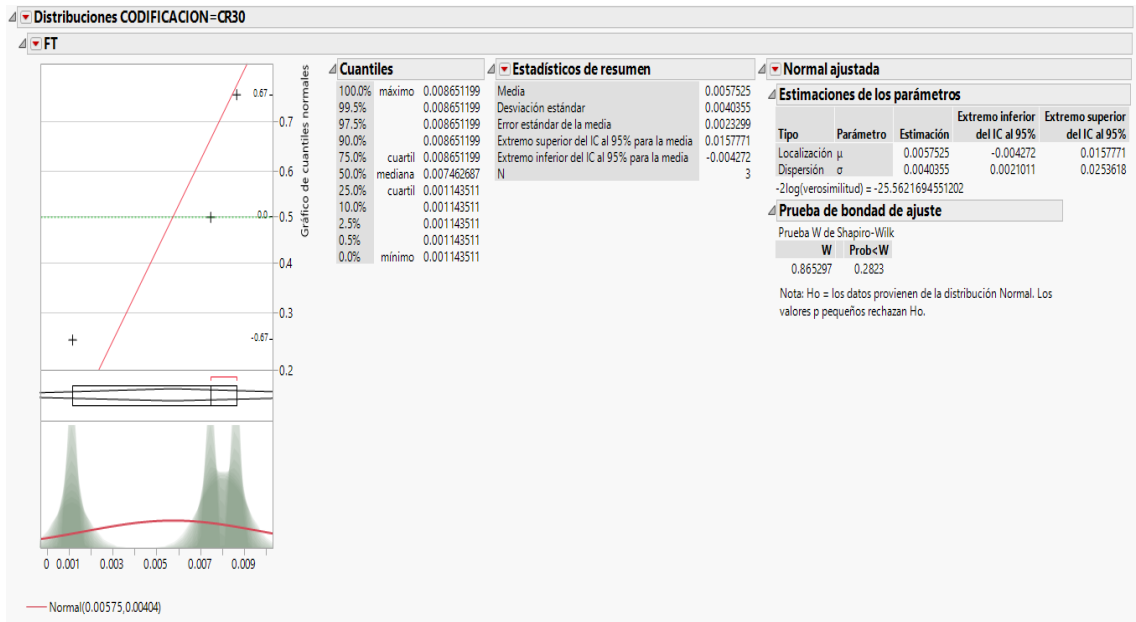 Distribuciones CODIFICACION=CR30
FT
0.67
0.0
-0.67
0.7
0.6
0.5
0.4
0.3
0.2
Gráfico de cuantiles normales
0 0.001 0.003 0.005 0.007 0.009
Normal(0.00575,0.00404)
Cuantiles
100.0% máximo 0.008651199
99.5% 0.008651199
97.5% 0.008651199
90.0% 0.008651199
75.0% cuartil 0.008651199
50.0% mediana 0.007462687
25.0% cuartil 0.001143511
10.0% 0.001143511
2.5% 0.001143511
0.5% 0.001143511
0.0% mínimo 0.001143511
Estadísticos de resumen
Media 0.0057525
Desviación estándar 0.0040355
Error estándar de la media 0.0023299
Extremo superior del IC al 95% para la media 0.0157771
Extremo inferior del IC al 95% para la media -0.004272
N 3
Normal ajustada
Estimaciones de los parámetros
Extremo inferior Extremo superior
Tipo Parámetro Estimación del IC al 95% del IC al 95%
Localización μ 0.0057525 -0.004272 0.0157771
Dispersión σ 0.0040355 0.0021011 0.0253618
-2log(verosimilitud) = -25.5621694551202
Prueba de bondad de ajuste
Prueba W de Shapiro-Wilk
W Prob<W
0.865297 0.2823
Nota: Ho = los datos provienen de la distribución Normal. Los
valores p pequeños rechazan Ho.